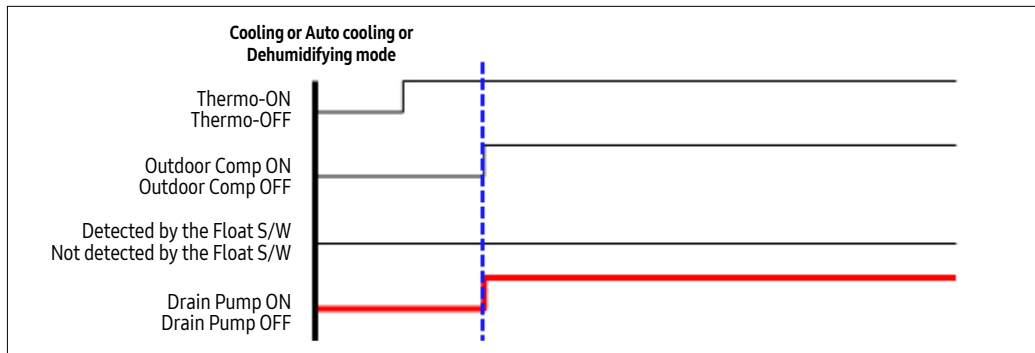 Cooling or Auto cooling or
Dehumidifying mode
Thermo-ON
Thermo-OFF
Outdoor Comp ON
Outdoor Comp OFF
Detected by the Float S/W
Not detected by the Float S/W
Drain Pump ON
Drain Pump OFF